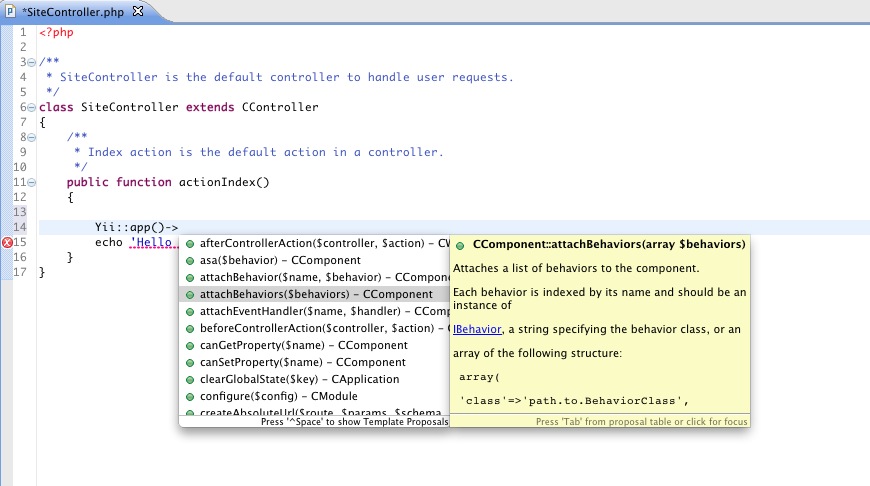 *SiteController.php
1 <?php
2
3 /**
4 * SiteController is the default controller to handle user requests.
5 */
6 class SiteController extends CController
7 {
8 /**
9 * Index action is the default action in a controller.
10 */
11 public function actionIndex()
12 {
13
14 Yii::app()->
15 echo 'Hello
16 }
17 }
afterControllerAction($controller, $action) – CW
asa($behavior) – CComponent
attachBehavior($name, $behavior) – CCompon
attachBehaviors($behaviors) – CComponent
attachEventHandler($name, $handler) – CComp
beforeControllerAction($controller, $action) –
canGetProperty($name) – CComponent
canSetProperty($name) – CComponent
clearGlobalState($key) – CApplication
configure($config) – CModule
createAbsoluteUrl($route, $params, $schema,
Press '^Space' to show Template Proposals
CComponent::attachBehaviors(array $behaviors)
Attaches a list of behaviors to the component.
Each behavior is indexed by its name and should be an
instance of
IBehavior, a string specifying the behavior class, or an
array of the following structure:
array(
'class'=>'path.to.BehaviorClass',
Press 'Tab' from proposal table or click for focus